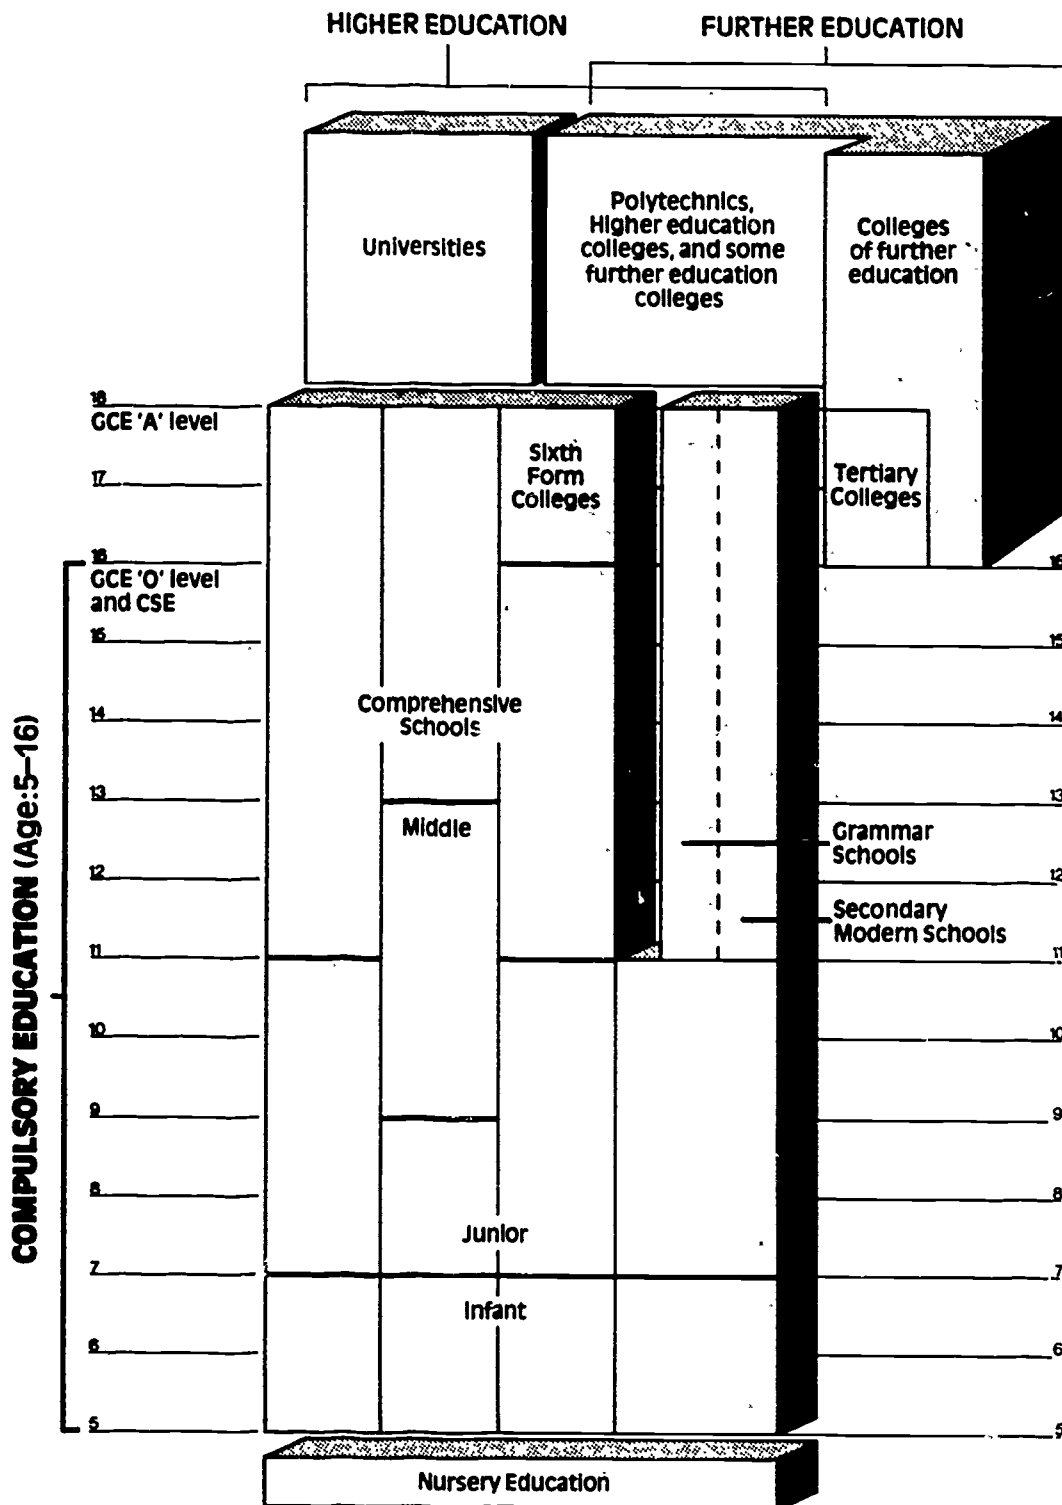 HIGHER EDUCATION
FURTHER EDUCATION
Universities
Polytechnics,
Higher education
colleges, and some
further education
colleges
Colleges
of further
education
18
GCE 'A' level
17
16
GCE 'O' level
and CSE
15
14
13
12
11
10
9
8
7
6
5
COMPULSORY EDUCATION (Age:5–16)
Sixth
Form
Colleges
Tertiary
Colleges
Comprehensive
Schools
Middle
Grammar
Schools
Secondary
Modern Schools
Junior
Infant
16
15
14
13
12
11
10
9
8
7
6
5
Nursery Education